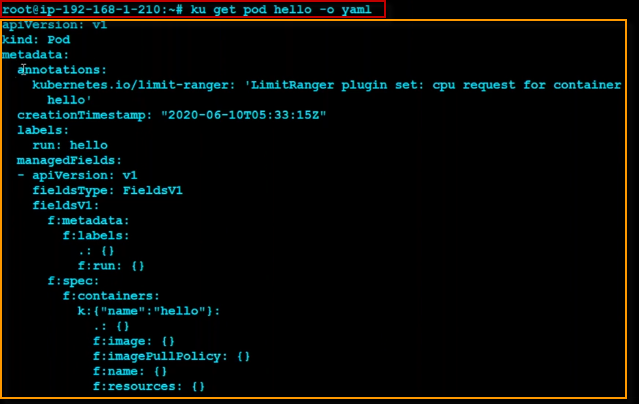 root@ip-192-168-1-210:~# ku get pod hello -o yaml
apiVersion: v1
kind: Pod
metadata:
  annotations:
    kubernetes.io/limit-ranger: 'LimitRanger plugin set: cpu request for container
      hello'
  creationTimestamp: "2020-06-10T05:33:15Z"
  labels:
    run: hello
  managedFields:
  - apiVersion: v1
    fieldsType: FieldsV1
    fieldsV1:
      f:metadata:
        f:labels:
          .: {}
          f:run: {}
      f:spec:
        f:containers:
          k:{"name":"hello"}:
            .: {}
            f:image: {}
            f:imagePullPolicy: {}
            f:name: {}
            f:resources: {}